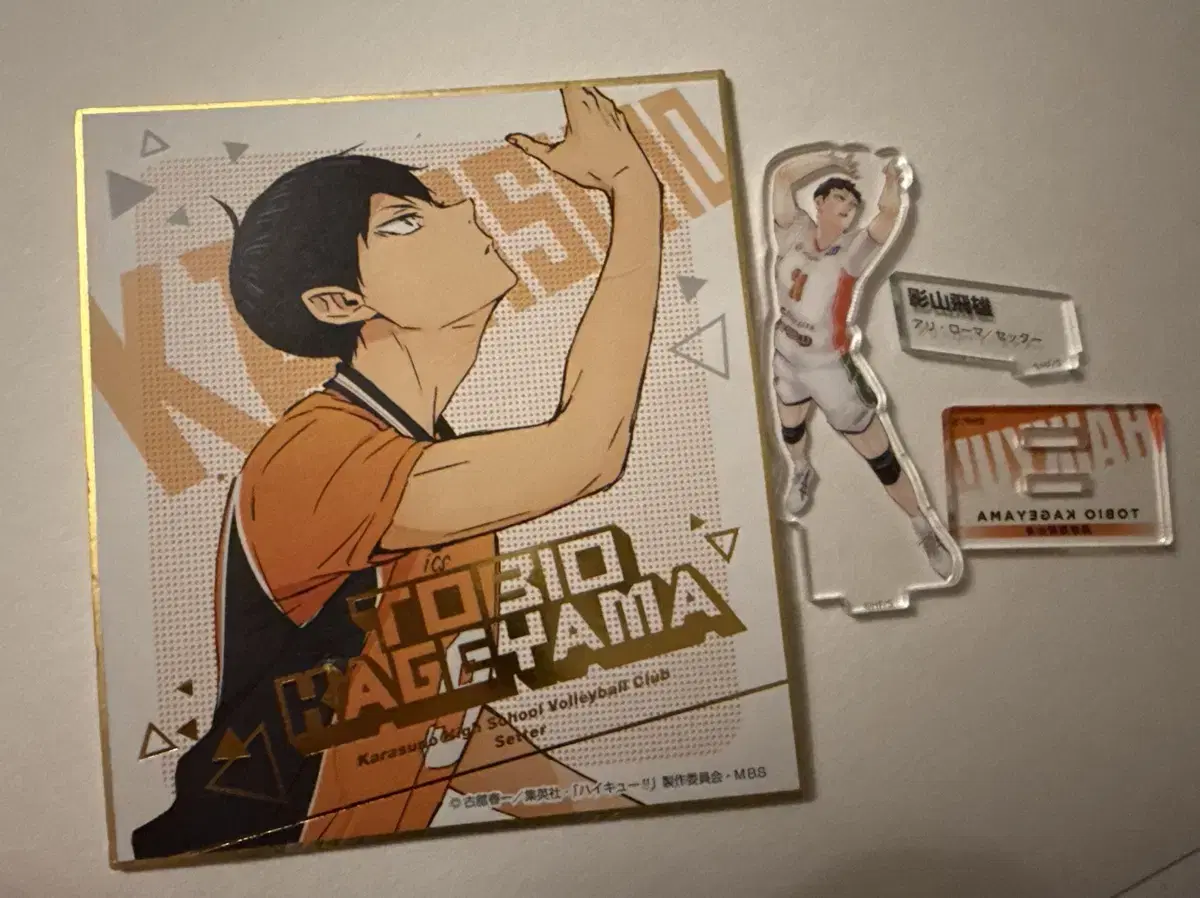 KARASUNO
ics
TOBIO
KAGEYAMA
Karasuno High School Volleyball Club
Setter
©古舘春一/集英社・「ハイキュー!!」製作委員会・MBS
21
影山飛雄
アリ・ローマ/セッター
HAIKYU
TOBIO KAGEYAMA